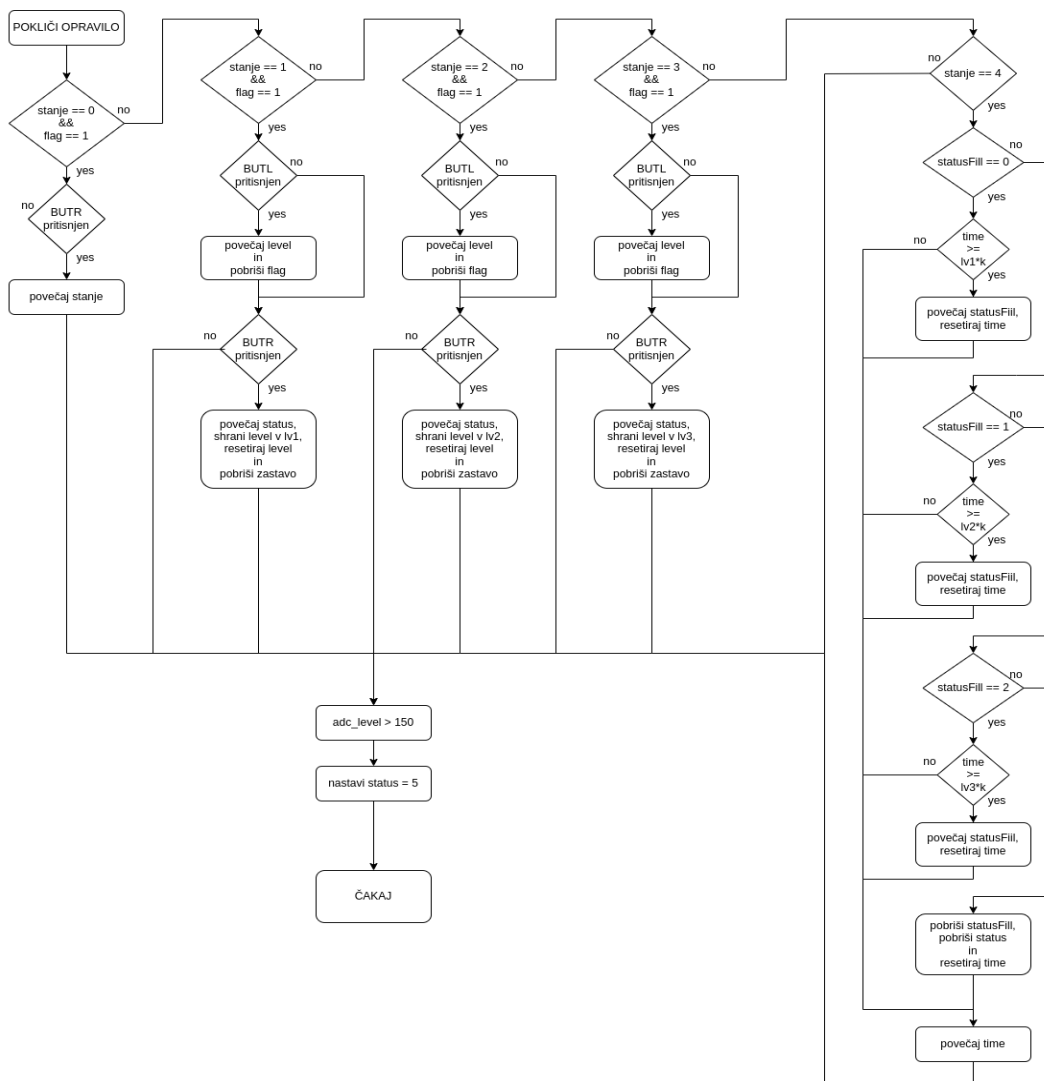 POKLIČI OPRAVILO
stanje == 0
&&
flag == 1
no
yes
BUTR
pritisnjen
no
yes
povečaj stanje
stanje == 1
&&
flag == 1
no
yes
BUTL
pritisnjen
no
yes
povečaj level
in
pobriši flag
BUTR
pritisnjen
no
yes
povečaj status,
shrani level v lv1,
resetiraj level
in
pobriši zastavo
stanje == 2
&&
flag == 1
no
yes
BUTL
pritisnjen
no
yes
povečaj level
in
pobriši flag
BUTR
pritisnjen
no
yes
povečaj status,
shrani level v lv2,
resetiraj level
in
pobriši zastavo
stanje == 3
&&
flag == 1
no
yes
BUTL
pritisnjen
no
yes
povečaj level
in
pobriši flag
BUTR
pritisnjen
no
yes
povečaj status,
shrani level v lv3,
resetiraj level
in
pobriši zastavo
no
stanje == 4
yes
statusFill == 0
no
yes
time
>=
lv1*k
no
yes
povečaj statusFiil,
resetiraj time
statusFill == 1
no
yes
time
>=
lv2*k
no
yes
povečaj statusFiil,
resetiraj time
statusFill == 2
no
yes
time
>=
lv3*k
no
yes
povečaj statusFiil,
resetiraj time
pobriši statusFill,
pobriši status
in
resetiraj time
povečaj time
adc_level > 150
nastavi status = 5
ČAKAJ